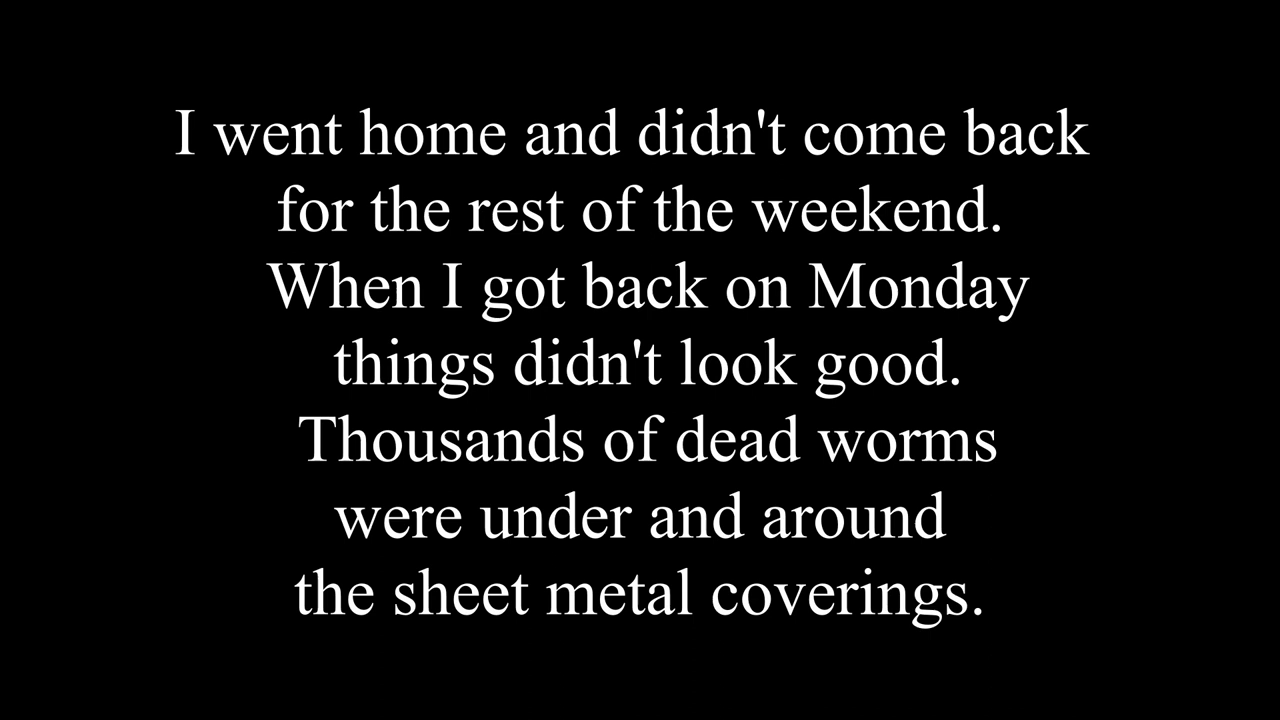 I went home and didn't come back
for the rest of the weekend.
When I got back on Monday
things didn't look good.
Thousands of dead worms
were under and around
the sheet metal coverings.